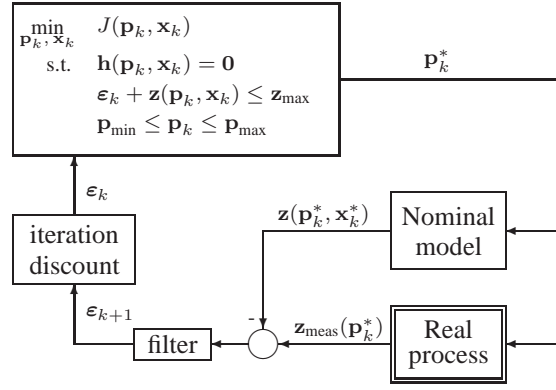 min J(p_k, x_k)
p_k, x_k
s.t. h(p_k, x_k) = 0
ε_k + z(p_k, x_k) ≤ z_max
p_min ≤ p_k ≤ p_max
p_k^*
ε_k
iteration
discount
z(p_k^*, x_k^*)
Nominal
model
ε_{k+1}
filter
-
z_meas(p_k^*)
Real
process